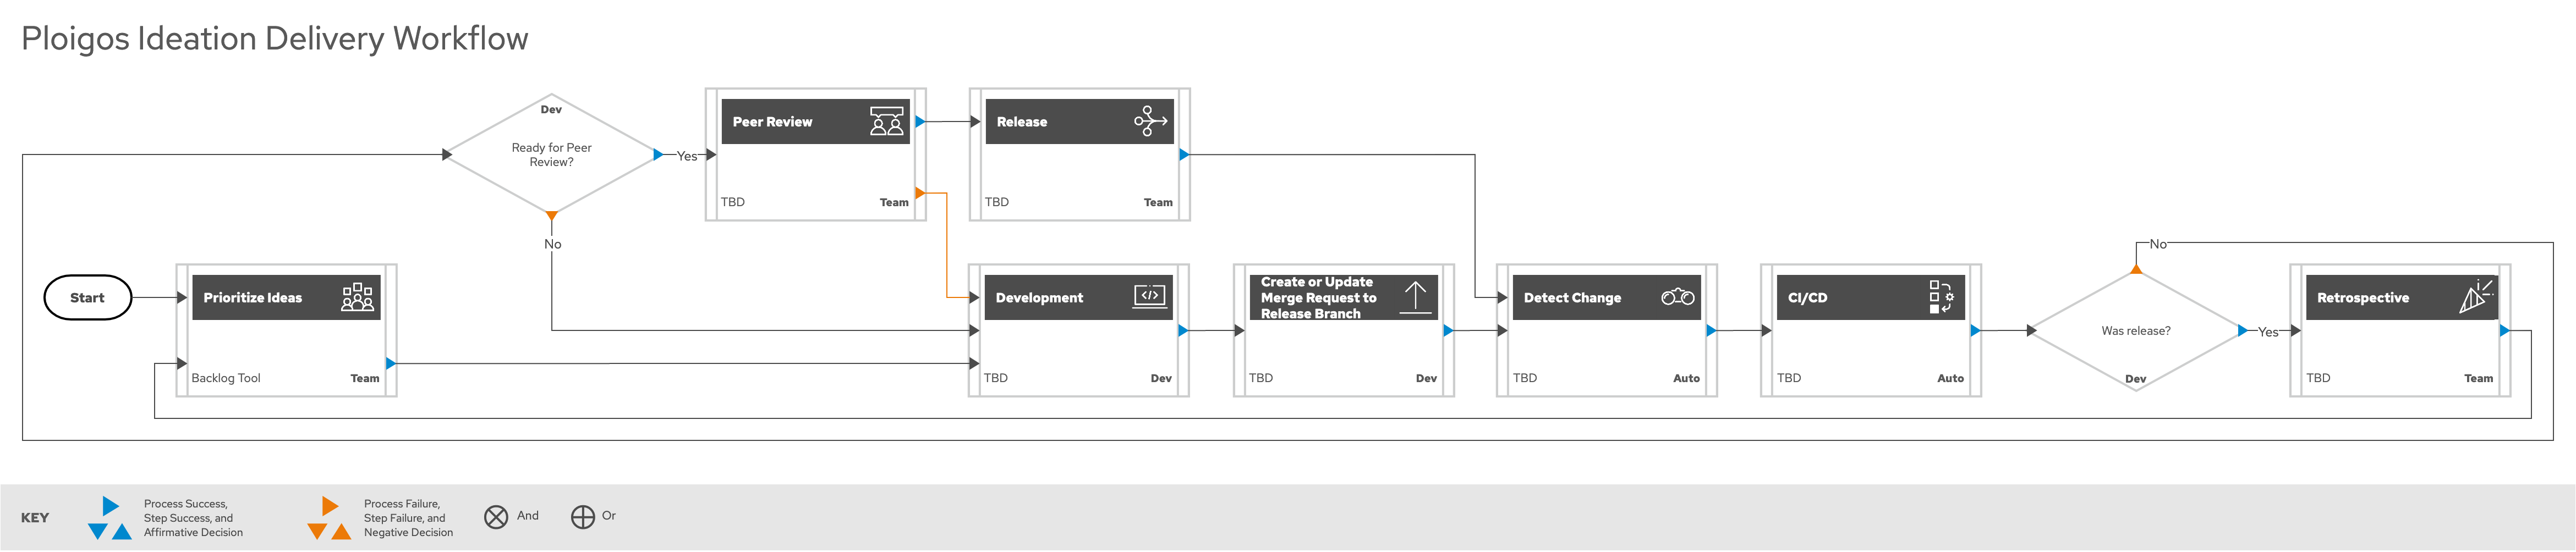 Ploigos Ideation Delivery Workflow
Dev
Ready for Peer
Review?
Yes
No
Peer Review
TBD
Team
Release
TBD
Team
Start
Prioritize Ideas
Backlog Tool
Team
Development
TBD
Dev
Create or Update
Merge Request to
Release Branch
TBD
Dev
Detect Change
TBD
Auto
CI/CD
TBD
Auto
No
Was release?
Dev
Yes
Retrospective
TBD
Team
KEY
Process Success,
Step Success, and
Affirmative Decision
Process Failure,
Step Failure, and
Negative Decision
And
Or